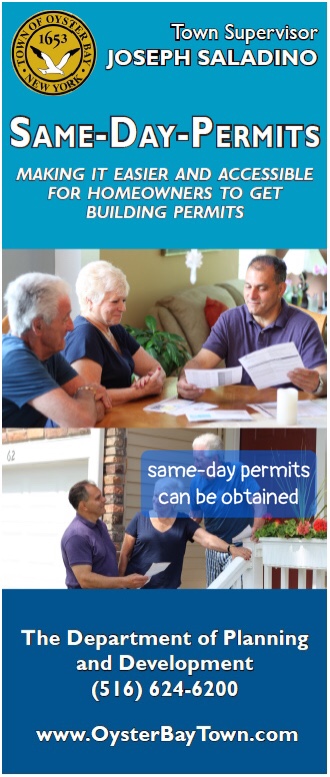 TOWN OF OYSTER BAY
1653
NEW YORK
Town Supervisor
JOSEPH SALADINO
SAME-DAY-PERMITS
MAKING IT EASIER AND ACCESSIBLE
FOR HOMEOWNERS TO GET
BUILDING PERMITS
62
same-day permits
can be obtained
The Department of Planning
and Development
(516) 624-6200
www.OysterBayTown.com